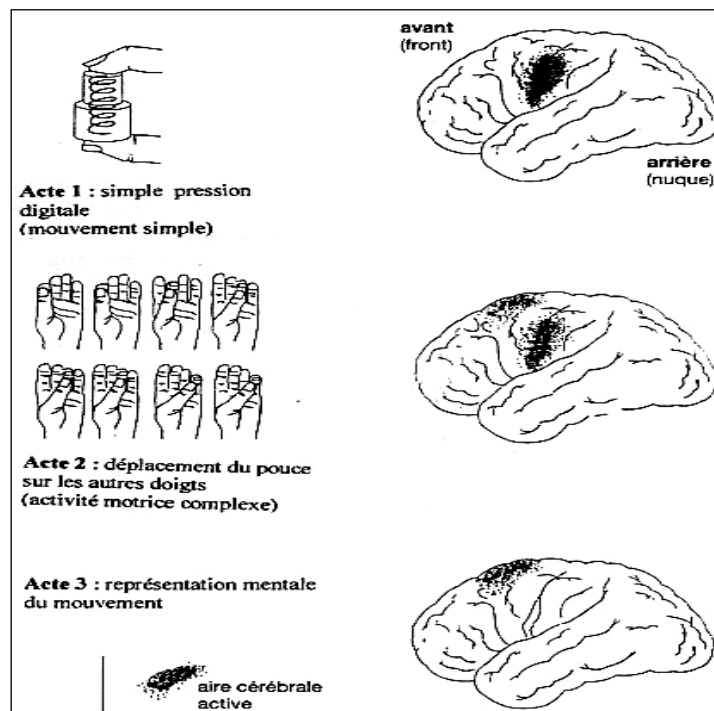 avant
(front)
arrière
(nuque)
Acte 1 : simple pression
digitale
(mouvement simple)
Acte 2 : déplacement du pouce
sur les autres doigts
(activité motrice complexe)
Acte 3 : représentation mentale
du mouvement
aire cérébrale
active